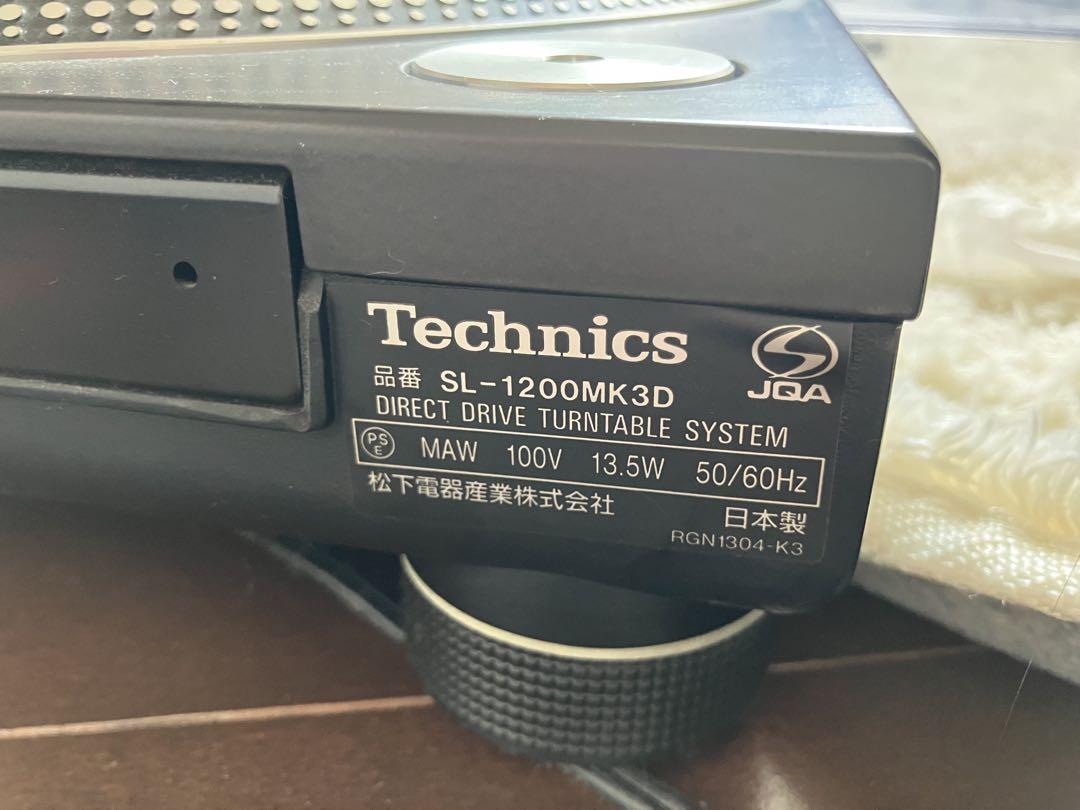 Technics
JQA
品番 SL-1200MK3D
DIRECT DRIVE TURNTABLE SYSTEM
PSE MAW 100V 13.5W 50/60Hz
松下電器産業株式会社
日本製
RGN1304-K3